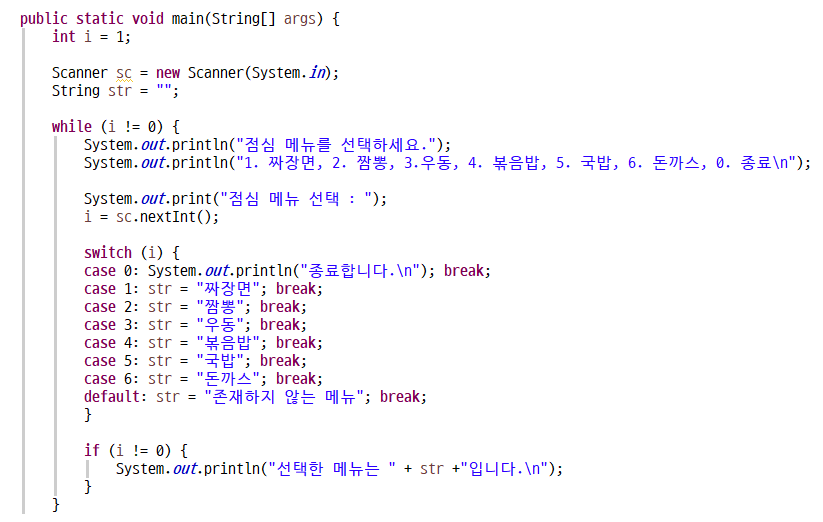 public static void main(String[] args) {
int i = 1;
Scanner sc = new Scanner(System.in);
String str = "";
while (i != 0) {
System.out.println("점심 메뉴를 선택하세요.");
System.out.println("1. 짜장면, 2. 짬뽕, 3.우동, 4. 볶음밥, 5. 국밥, 6. 돈까스, 0. 종료\n");
System.out.print("점심 메뉴 선택 : ");
i = sc.nextInt();
switch (i) {
case 0: System.out.println("종료합니다.\n"); break;
case 1: str = "짜장면"; break;
case 2: str = "짬뽕"; break;
case 3: str = "우동"; break;
case 4: str = "볶음밥"; break;
case 5: str = "국밥"; break;
case 6: str = "돈까스"; break;
default: str = "존재하지 않는 메뉴"; break;
}
if (i != 0) {
System.out.println("선택한 메뉴는 " + str +"입니다.\n");
}
}